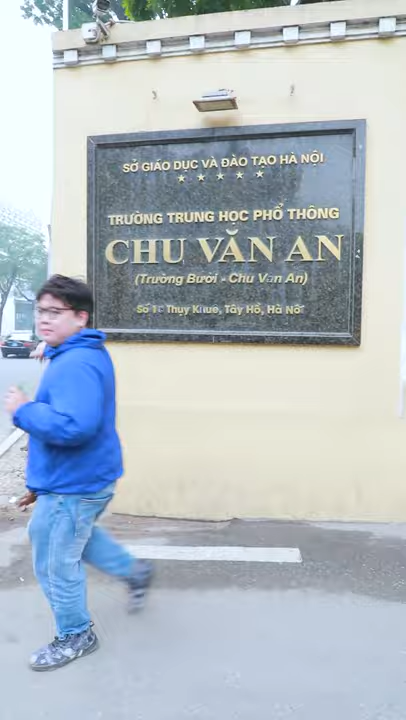 SỞ GIÁO DỤC VÀ ĐÀO TẠO HÀ NỘI
TRƯỜNG TRUNG HỌC PHỔ THÔNG
CHU VĂN AN
(Trường Bưởi - Chu Văn An)
Số Thụy Khuê, Tây Hồ, Hà Nội